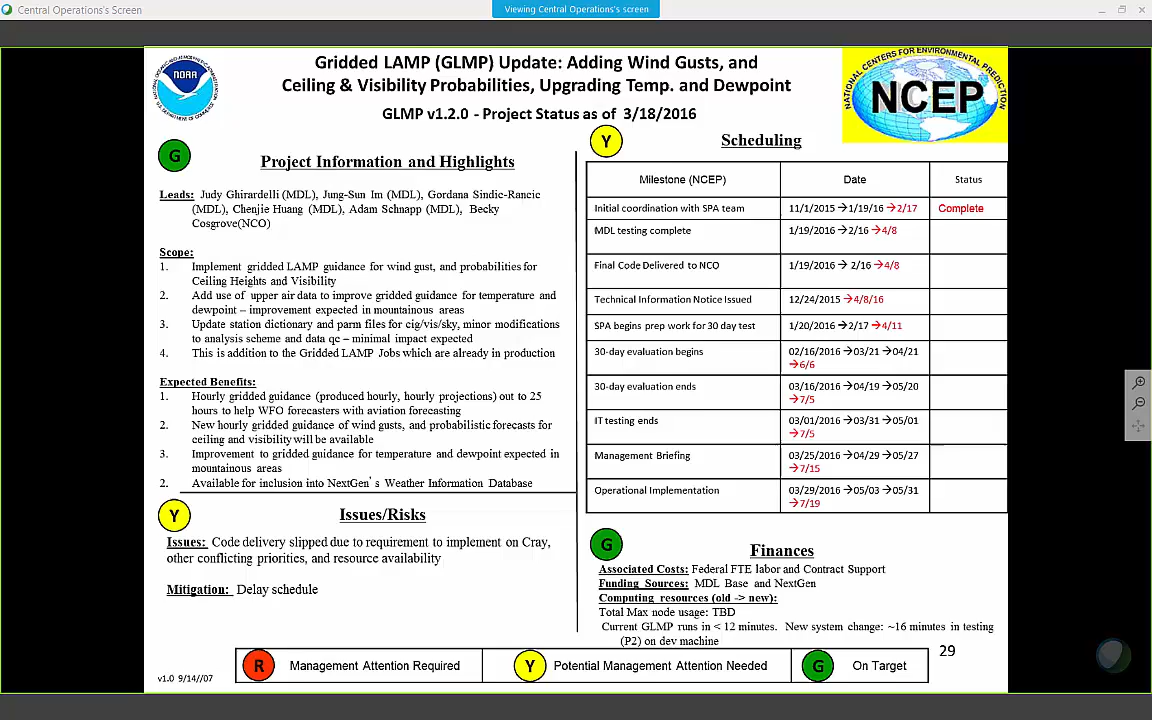 Central Operations's Screen
Viewing Central Operations's screen
NOAA
Gridded LAMP (GLMP) Update: Adding Wind Gusts, and
Ceiling & Visibility Probabilities, Upgrading Temp. and Dewpoint
GLMP v1.2.0 - Project Status as of 3/18/2016
NATIONAL CENTERS FOR ENVIRONMENTAL PREDICTION
NCEP
G
Project Information and Highlights
Leads: Judy Ghirardelli (MDL), Jung-Sun Im (MDL), Gordana Sindic-Rancic
(MDL), Chenjie Huang (MDL), Adam Schnapp (MDL), Becky
Cosgrove(NCO)
Scope:
1. Implement gridded LAMP guidance for wind gust, and probabilities for
Ceiling Heights and Visibility
2. Add use of upper air data to improve gridded guidance for temperature and
dewpoint – improvement expected in mountainous areas
3. Update station dictionary and parm files for cig/vis/sky, minor modifications
to analysis scheme and data qc – minimal impact expected
4. This is addition to the Gridded LAMP Jobs which are already in production
Expected Benefits:
1. Hourly gridded guidance (produced hourly, hourly projections) out to 25
hours to help WFO forecasters with aviation forecasting
2. New hourly gridded guidance of wind gusts, and probabilistic forecasts for
ceiling and visibility will be available
3. Improvement to gridded guidance for temperature and dewpoint expected in
mountainous areas
2. Available for inclusion into NextGen's Weather Information Database
Y
Issues/Risks
Issues: Code delivery slipped due to requirement to implement on Cray,
other conflicting priorities, and resource availability
Mitigation: Delay schedule
Y
Scheduling
Milestone (NCEP) Date Status
Initial coordination with SPA team 11/1/2015 →1/19/16 →2/17 Complete
MDL testing complete 1/19/2016 →2/16 →4/8
Final Code Delivered to NCO 1/19/2016 → 2/16 →4/8
Technical Information Notice Issued 12/24/2015 →4/8/16
SPA begins prep work for 30 day test 1/20/2016 →2/17 →4/11
30-day evaluation begins 02/16/2016 →03/21 →04/21
→6/6
30-day evaluation ends 03/16/2016 →04/19 →05/20
→7/5
IT testing ends 03/01/2016 →03/31 →05/01
→7/5
Management Briefing 03/25/2016 →04/29 →05/27
→7/15
Operational Implementation 03/29/2016 →05/03 →05/31
→7/19
G
Finances
Associated Costs: Federal FTE labor and Contract Support
Funding Sources: MDL Base and NextGen
Computing resources (old -> new):
Total Max node usage: TBD
Current GLMP runs in < 12 minutes. New system change: ~16 minutes in testing
(P2) on dev machine
R Management Attention Required Y Potential Management Attention Needed G On Target
29
v1.0 9/14//07